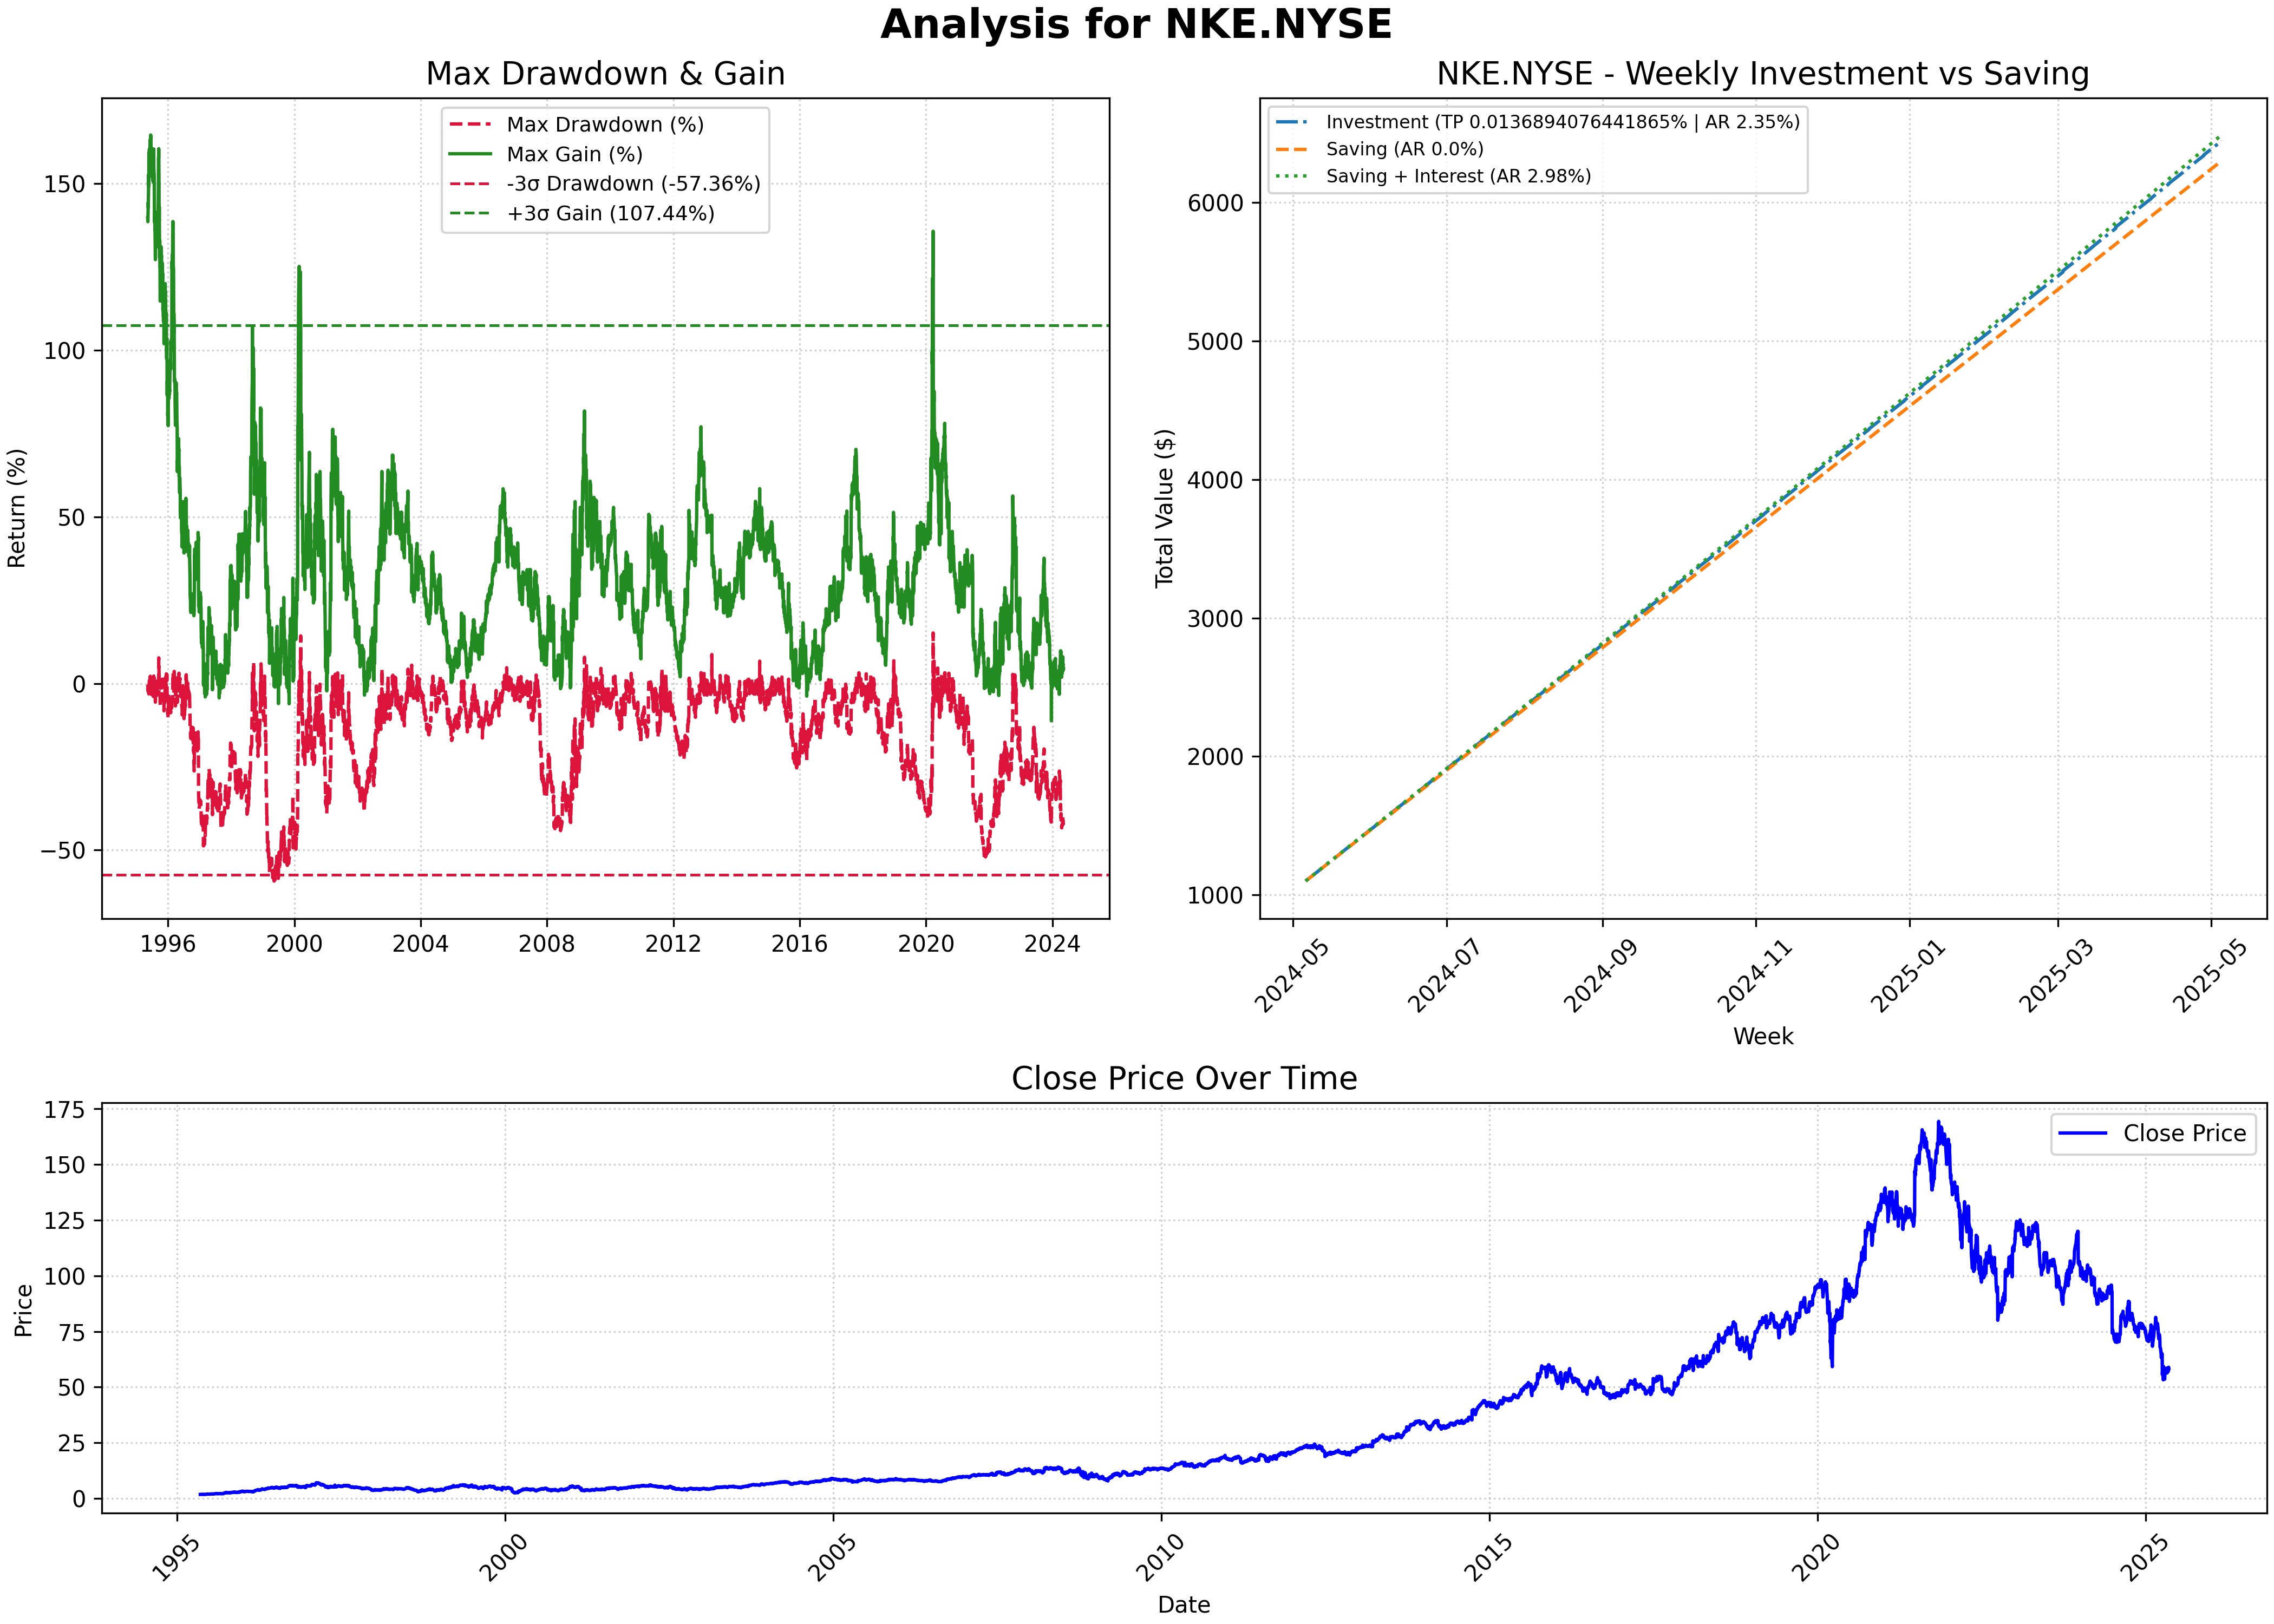 Analysis for NKE.NYSE
Max Drawdown & Gain
Max Drawdown (%)
Max Gain (%)
-3σ Drawdown (-57.36%)
+3σ Gain (107.44%)
Return (%)
150
100
50
0
−50
1996 2000 2004 2008 2012 2016 2020 2024
NKE.NYSE - Weekly Investment vs Saving
Investment (TP 0.0136894076441865% | AR 2.35%)
Saving (AR 0.0%)
Saving + Interest (AR 2.98%)
Total Value ($)
6000
5000
4000
3000
2000
1000
2024-05 2024-07 2024-09 2024-11 2025-01 2025-03 2025-05
Week
Close Price Over Time
Close Price
Price
175
150
125
100
75
50
25
0
1995 2000 2005 2010 2015 2020 2025
Date